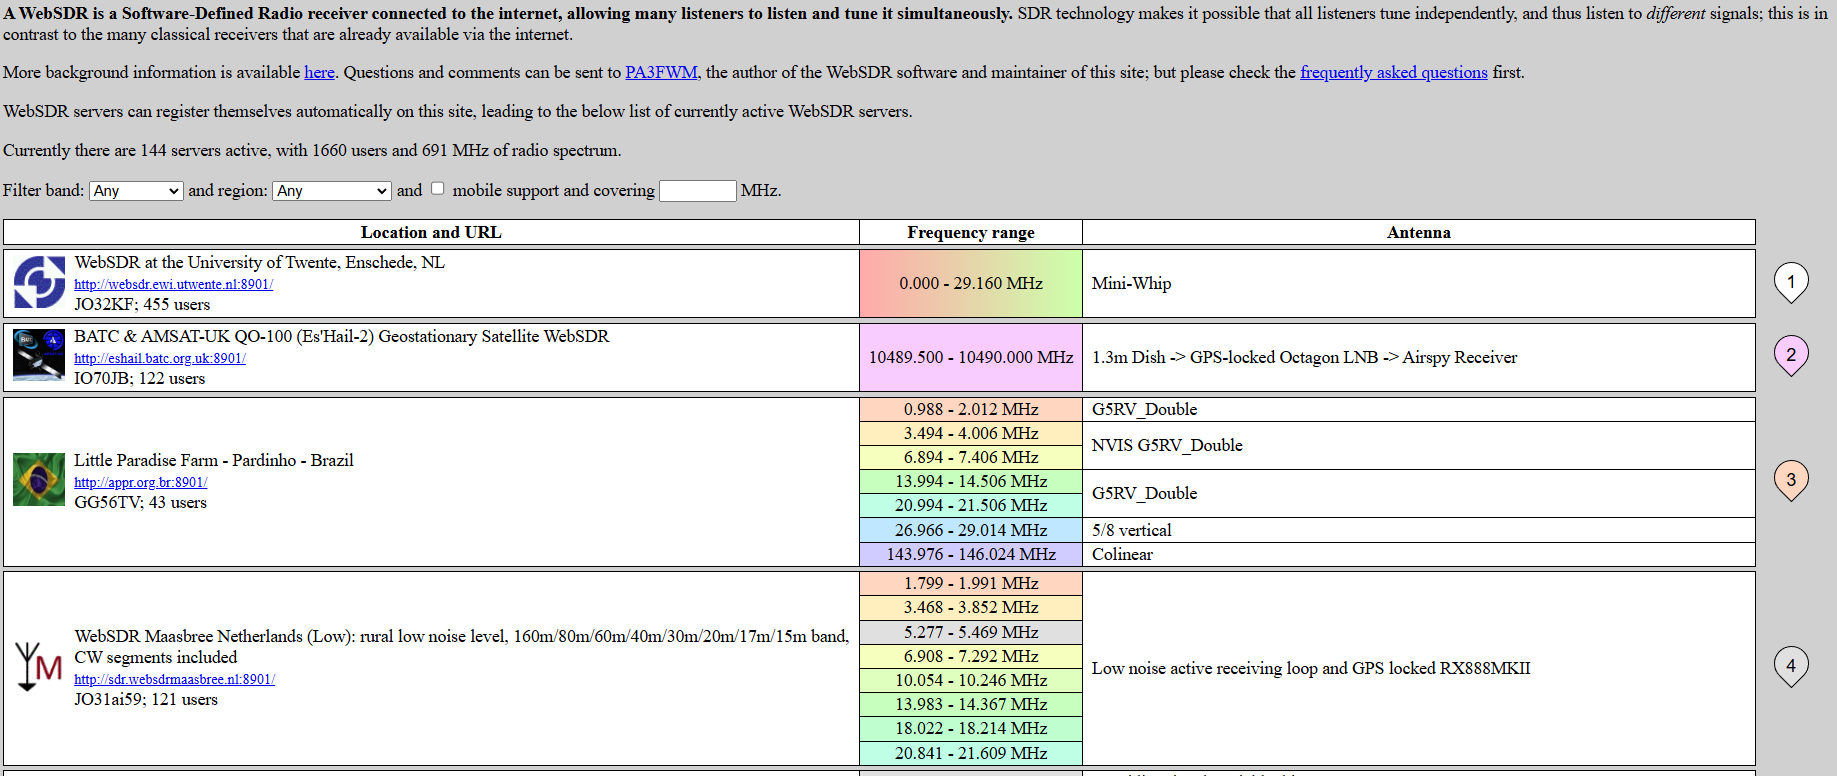 A WebSDR is a Software-Defined Radio receiver connected to the internet, allowing many listeners to listen and tune it simultaneously. SDR technology makes it possible that all listeners tune independently, and thus listen to different signals; this is in
contrast to the many classical receivers that are already available via the internet.
More background information is available here. Questions and comments can be sent to PA3FWM, the author of the WebSDR software and maintainer of this site; but please check the frequently asked questions first.
WebSDR servers can register themselves automatically on this site, leading to the below list of currently active WebSDR servers.
Currently there are 144 servers active, with 1660 users and 691 MHz of radio spectrum.
Filter band: Any and region: Any and mobile support and covering MHz.
Location and URL Frequency range Antenna
WebSDR at the University of Twente, Enschede, NL
http://websdr.ewi.utwente.nl:8901/
JO32KF; 455 users
0.000 - 29.160 MHz
Mini-Whip
1
BATC & AMSAT-UK QO-100 (Es'Hail-2) Geostationary Satellite WebSDR
http://eshail.batc.org.uk:8901/
IO70JB; 122 users
10489.500 - 10490.000 MHz
1.3m Dish -> GPS-locked Octagon LNB -> Airspy Receiver
2
Little Paradise Farm - Pardinho - Brazil
http://appr.org.br:8901/
GG56TV; 43 users
0.988 - 2.012 MHz
3.494 - 4.006 MHz
6.894 - 7.406 MHz
13.994 - 14.506 MHz
20.994 - 21.506 MHz
26.966 - 29.014 MHz
143.976 - 146.024 MHz
G5RV_Double
NVIS G5RV_Double
G5RV_Double
5/8 vertical
Colinear
3
M
WebSDR Maasbree Netherlands (Low): rural low noise level, 160m/80m/60m/40m/30m/20m/17m/15m band,
CW segments included
http://sdr.websdrmaasbree.nl:8901/
JO31ai59; 121 users
1.799 - 1.991 MHz
3.468 - 3.852 MHz
5.277 - 5.469 MHz
6.908 - 7.292 MHz
10.054 - 10.246 MHz
13.983 - 14.367 MHz
18.022 - 18.214 MHz
20.841 - 21.609 MHz
Low noise active receiving loop and GPS locked RX888MKII
4